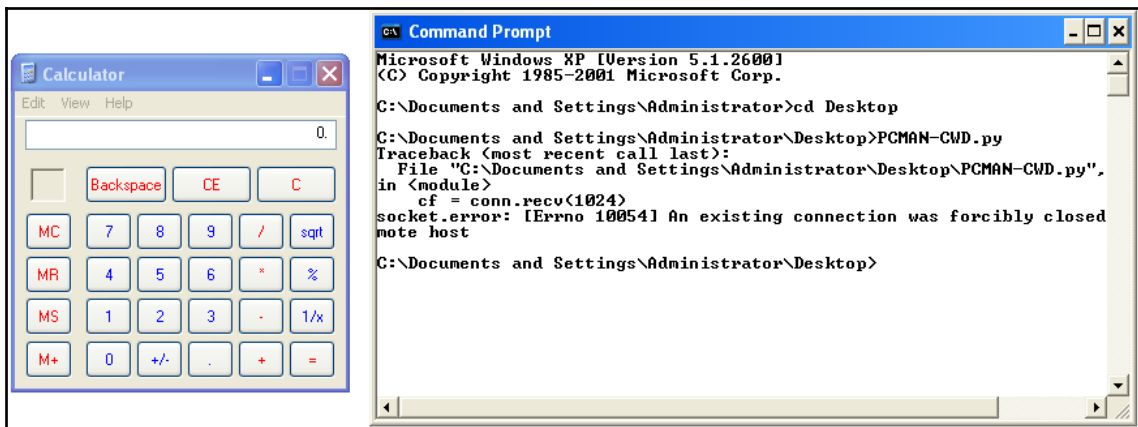 Calculator
Edit View Help
0.
Backspace CE C
MC 7 8 9 / sqrt
MR 4 5 6 * %
MS 1 2 3 - 1/x
M+ 0 +/- . + =
Command Prompt
Microsoft Windows XP [Version 5.1.2600]
(C) Copyright 1985-2001 Microsoft Corp.
C:\Documents and Settings\Administrator>cd Desktop
C:\Documents and Settings\Administrator\Desktop>PCMAN-CWD.py
Traceback (most recent call last):
File "C:\Documents and Settings\Administrator\Desktop\PCMAN-CWD.py",
in <module>
cf = conn.recv(1024)
socket.error: [Errno 10054] An existing connection was forcibly closed
mote host
C:\Documents and Settings\Administrator\Desktop>